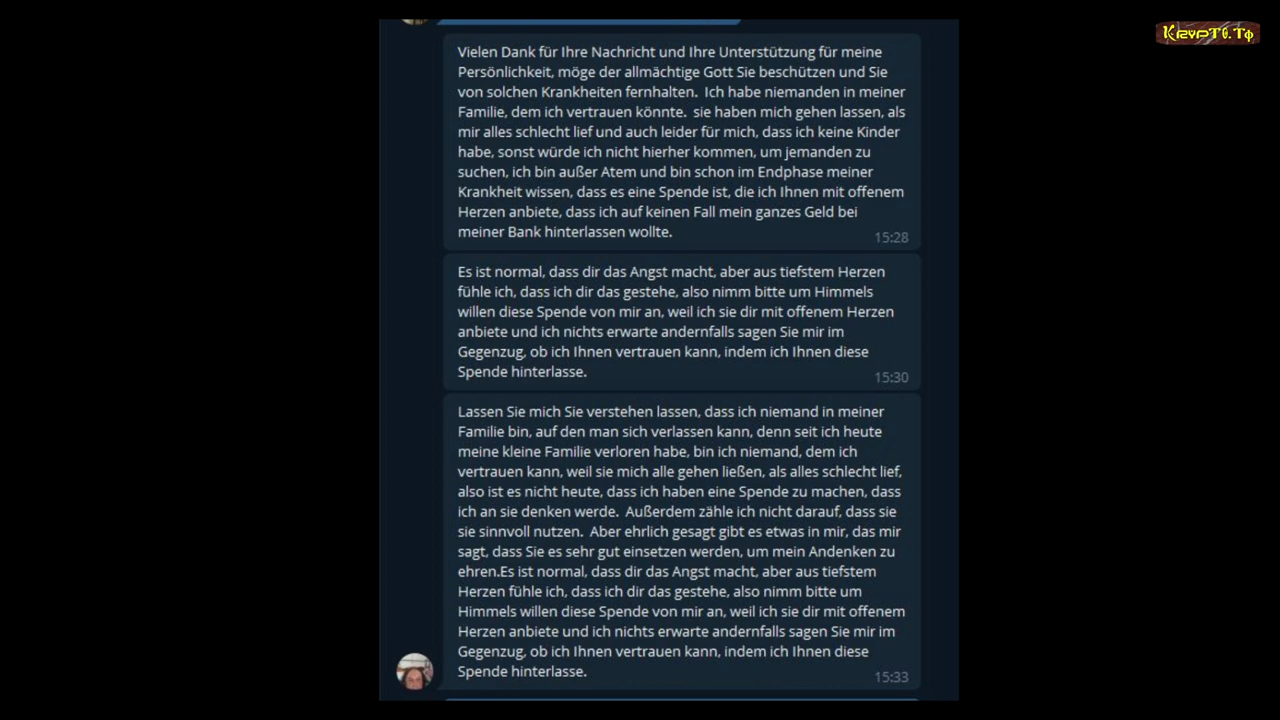 KryptO.Tφ
Vielen Dank für Ihre Nachricht und Ihre Unterstützung für meine
Persönlichkeit, möge der allmächtige Gott Sie beschützen und Sie
von solchen Krankheiten fernhalten.  Ich habe niemanden in meiner
Familie, dem ich vertrauen könnte.  sie haben mich gehen lassen, als
mir alles schlecht lief und auch leider für mich, dass ich keine Kinder
habe, sonst würde ich nicht hierher kommen, um jemanden zu
suchen, ich bin außer Atem und bin schon im Endphase meiner
Krankheit wissen, dass es eine Spende ist, die ich Ihnen mit offenem
Herzen anbiete, dass ich auf keinen Fall mein ganzes Geld bei
meiner Bank hinterlassen wollte.
15:28
Es ist normal, dass dir das Angst macht, aber aus tiefstem Herzen
fühle ich, dass ich dir das gestehe, also nimm bitte um Himmels
willen diese Spende von mir an, weil ich sie dir mit offenem Herzen
anbiete und ich nichts erwarte andernfalls sagen Sie mir im
Gegenzug, ob ich Ihnen vertrauen kann, indem ich Ihnen diese
Spende hinterlasse.
15:30
Lassen Sie mich Sie verstehen lassen, dass ich niemand in meiner
Familie bin, auf den man sich verlassen kann, denn seit ich heute
meine kleine Familie verloren habe, bin ich niemand, dem ich
vertrauen kann, weil sie mich alle gehen ließen, als alles schlecht lief,
also ist es nicht heute, dass ich haben eine Spende zu machen, dass
ich an sie denken werde.  Außerdem zähle ich nicht darauf, dass sie
sie sinnvoll nutzen.  Aber ehrlich gesagt gibt es etwas in mir, das mir
sagt, dass Sie es sehr gut einsetzen werden, um mein Andenken zu
ehren.Es ist normal, dass dir das Angst macht, aber aus tiefstem
Herzen fühle ich, dass ich dir das gestehe, also nimm bitte um
Himmels willen diese Spende von mir an, weil ich sie dir mit offenem
Herzen anbiete und ich nichts erwarte andernfalls sagen Sie mir im
Gegenzug, ob ich Ihnen vertrauen kann, indem ich Ihnen diese
Spende hinterlasse.
15:33